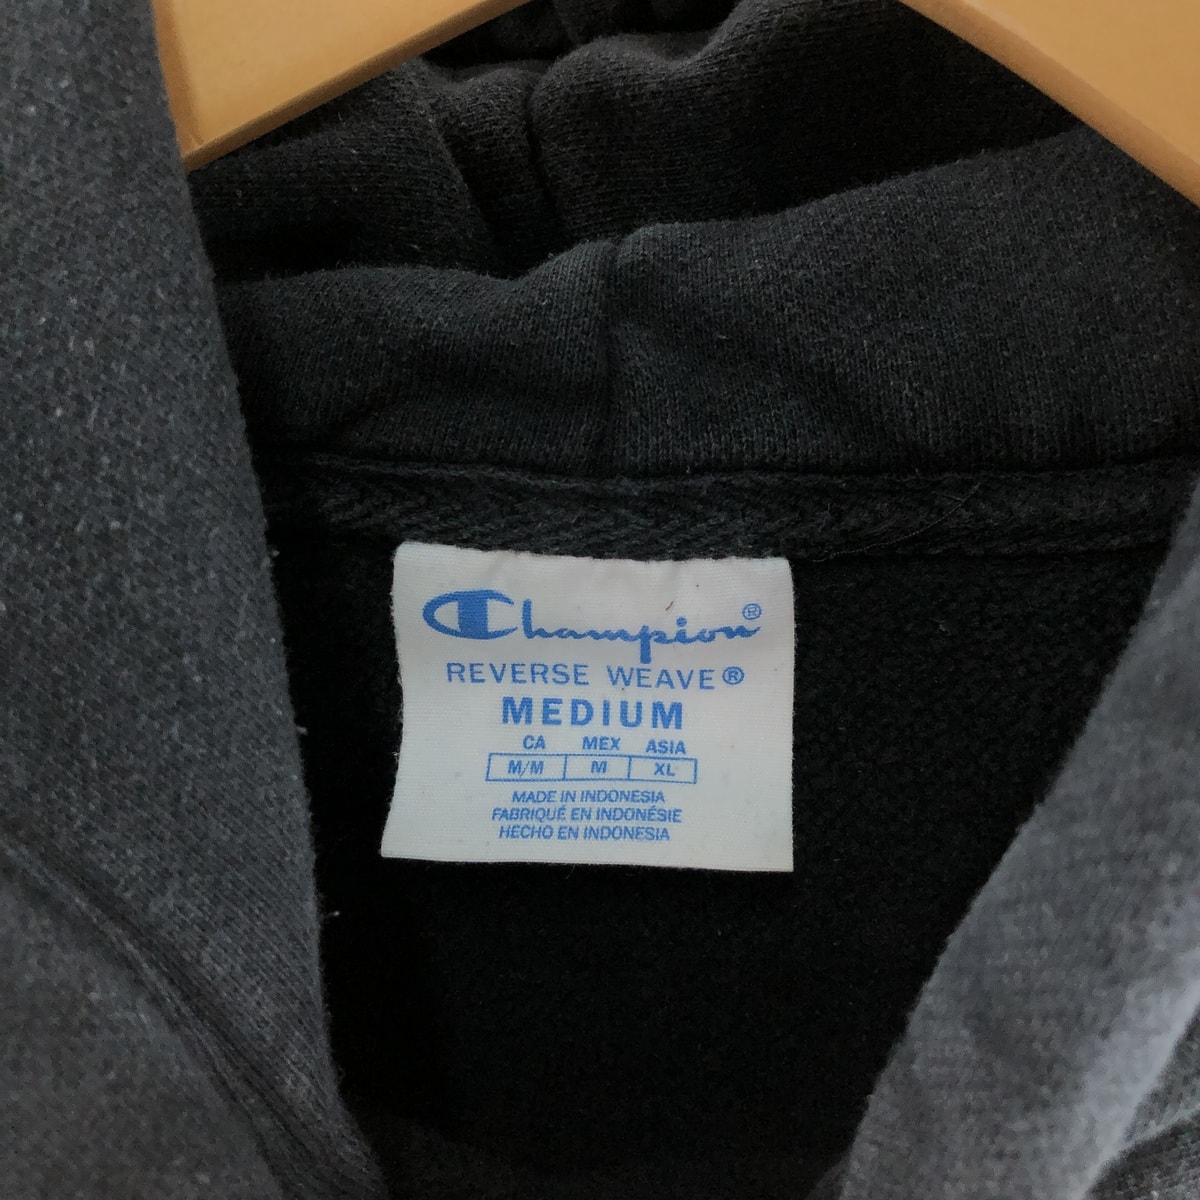 Champion®
REVERSE WEAVE®
MEDIUM
CA MEX ASIA
M/M M XL
MADE IN INDONESIA
FABRIQUÉ EN INDONÉSIE
HECHO EN INDONESIA